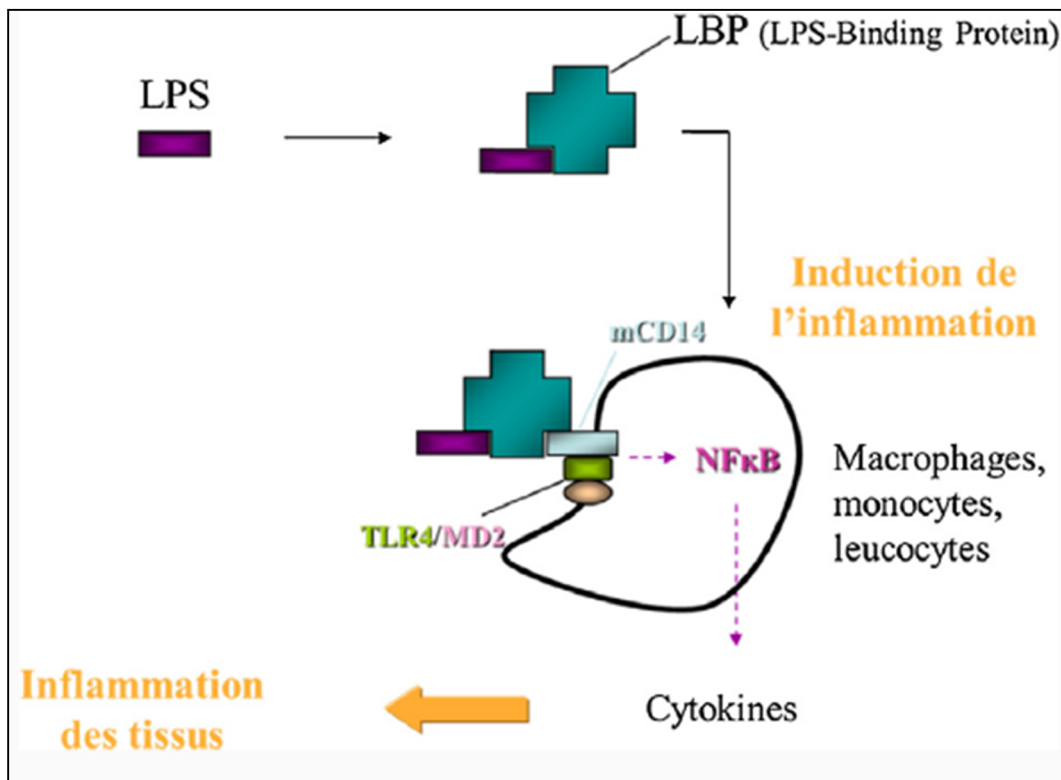 LBP (LPS-Binding Protein)
LPS
Induction de
l’inflammation
mCD14
NFκB
Macrophages,
monocytes,
leucocytes
TLR4/MD2
Inflammation
des tissus
Cytokines